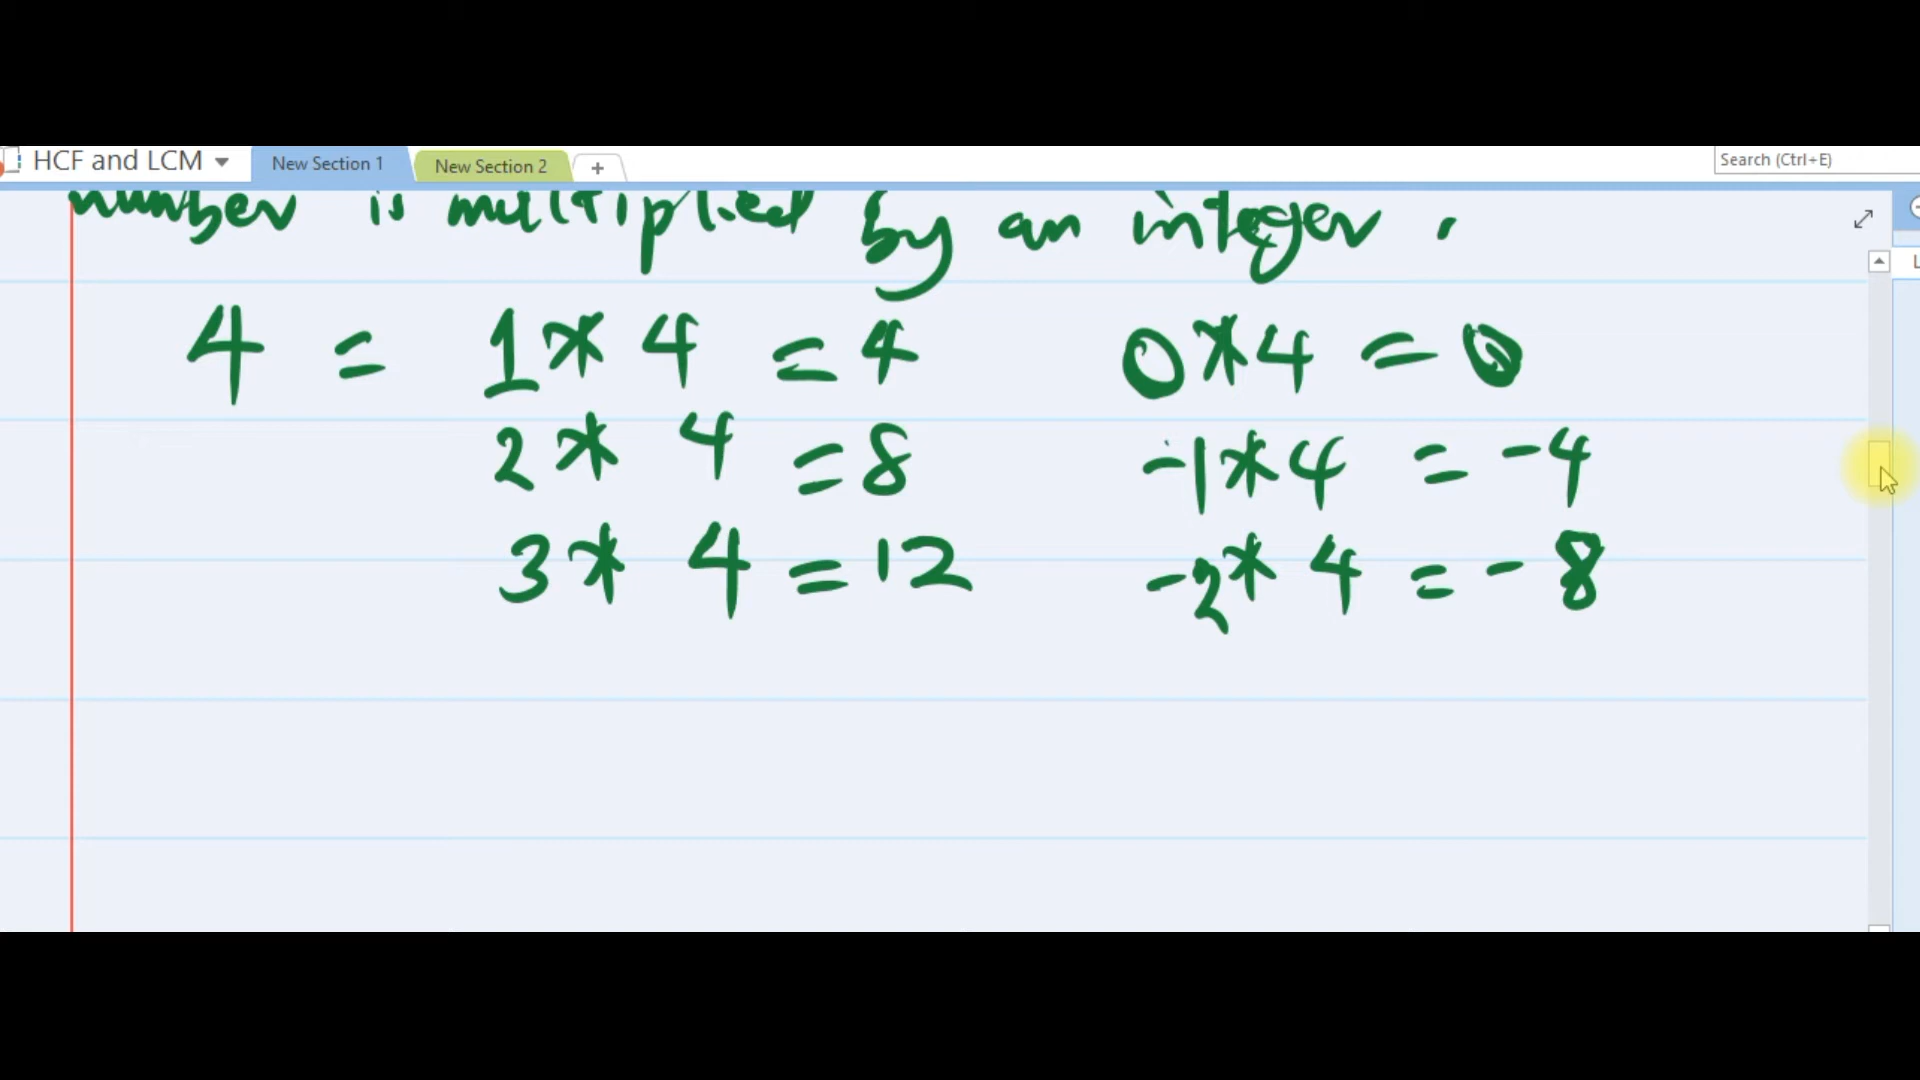 HCF and LCM New Section 1 New Section 2 + Search (Ctrl+E)
number is multiplied by an integer.
4 = 1 * 4 = 4 0 * 4 = 0
2 * 4 = 8 -1 * 4 = -4
3 * 4 = 12 -2 * 4 = -8